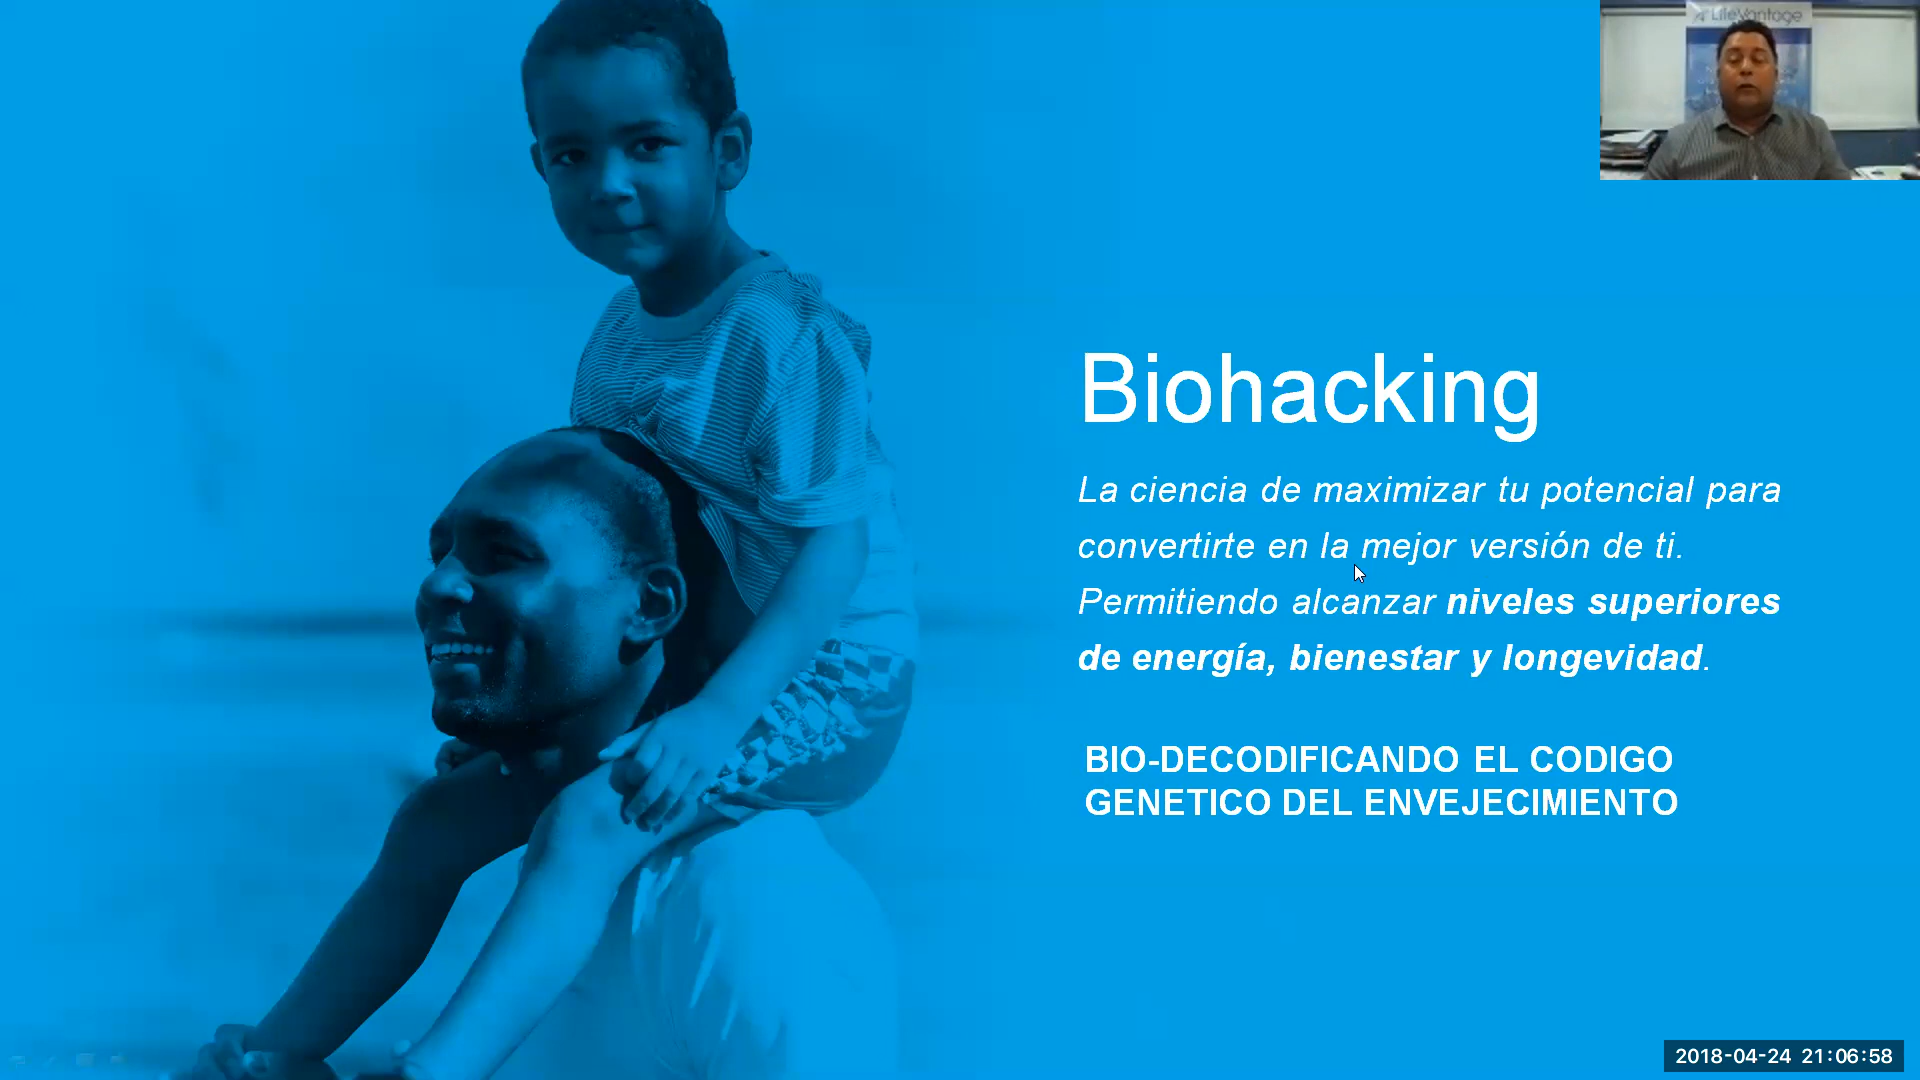 LifeVantage
Biohacking
La ciencia de maximizar tu potencial para
convertirte en la mejor versión de ti.
Permitiendo alcanzar niveles superiores
de energía, bienestar y longevidad.
BIO-DECODIFICANDO EL CODIGO
GENETICO DEL ENVEJECIMIENTO
2018-04-24 21:06:58